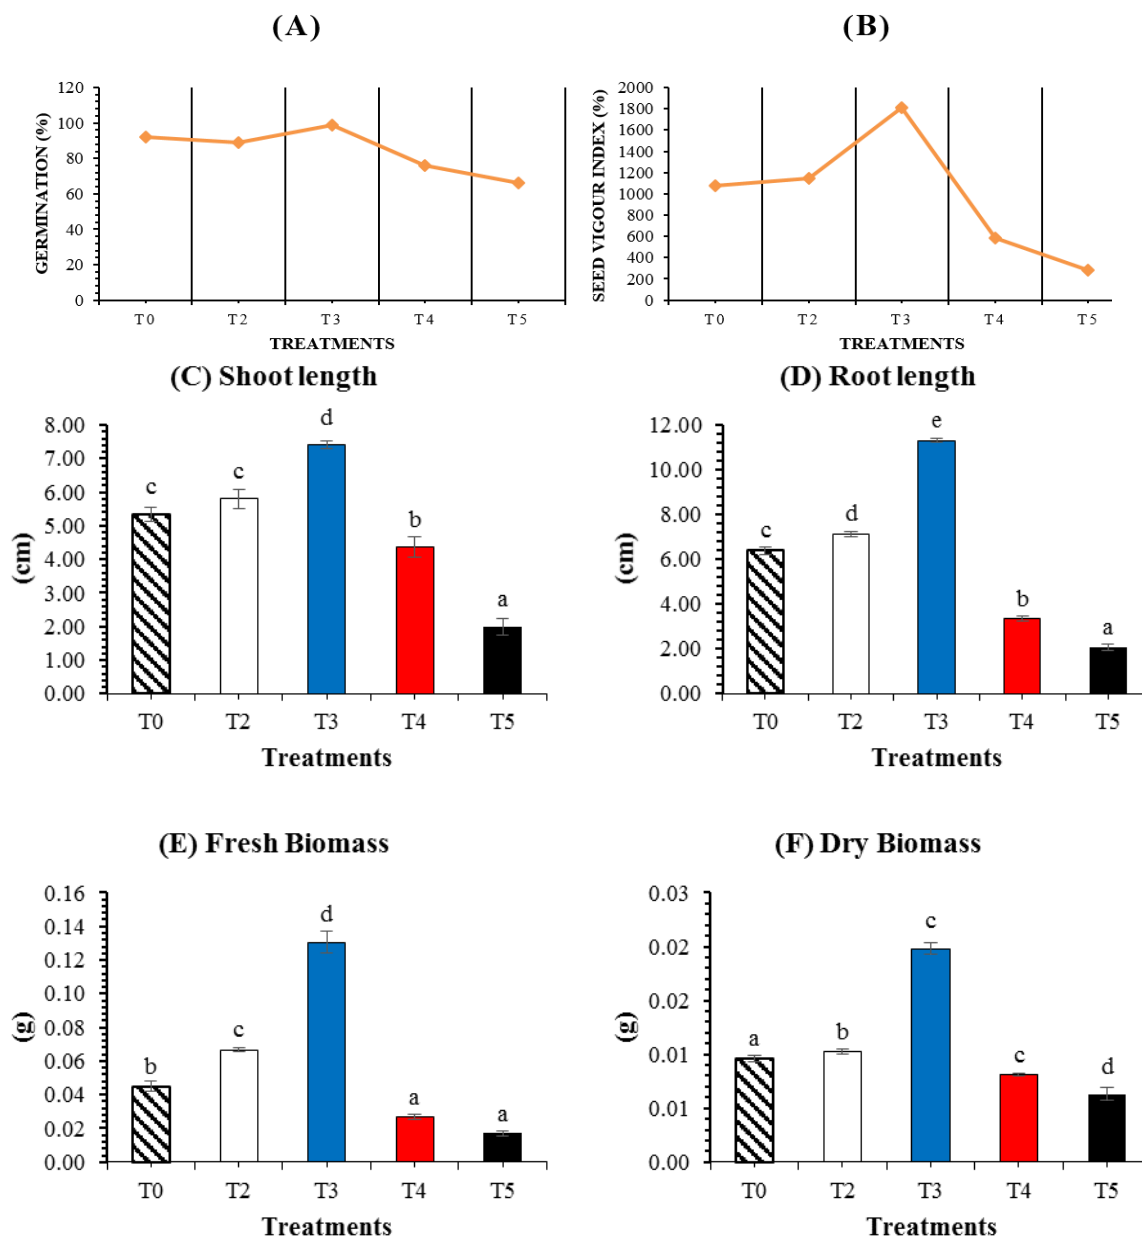 (A)
120
100
80
60
40
20
0
GERMINATION (%)
T0 T2 T3 T4 T5
TREATMENTS
(B)
2000
1800
1600
1400
1200
1000
800
600
400
200
0
SEED VIGOUR INDEX (%)
T0 T2 T3 T4 T5
TREATMENTS
(C) Shoot length
8.00
7.00
6.00
5.00
4.00
3.00
2.00
1.00
0.00
(cm)
c c d b a
T0 T2 T3 T4 T5
Treatments
(D) Root length
12.00
10.00
8.00
6.00
4.00
2.00
0.00
(cm)
c d e b a
T0 T2 T3 T4 T5
Treatments
(E) Fresh Biomass
0.16
0.14
0.12
0.10
0.08
0.06
0.04
0.02
0.00
(g)
b c d a a
T0 T2 T3 T4 T5
Treatments
(F) Dry Biomass
0.03
0.02
0.02
0.01
0.01
0.00
(g)
a b c c d
T0 T2 T3 T4 T5
Treatments